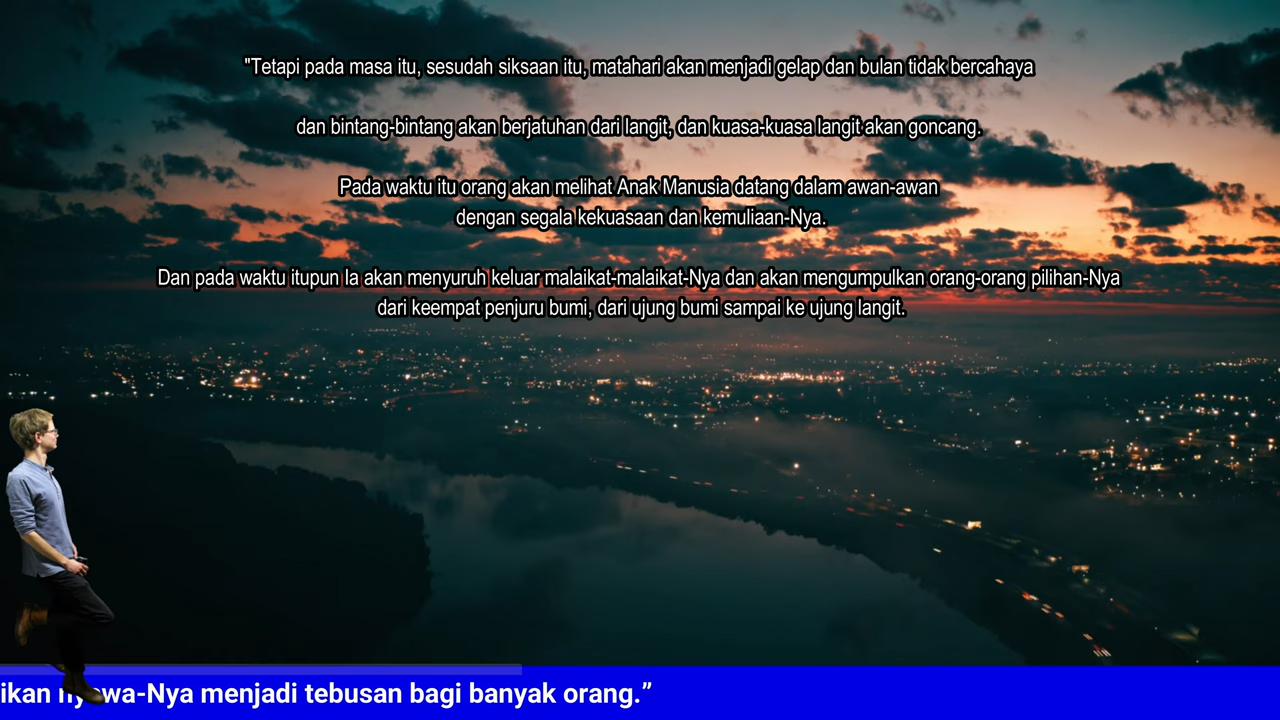 "Tetapi pada masa itu, sesudah siksaan itu, matahari akan menjadi gelap dan bulan tidak bercahaya
dan bintang-bintang akan berjatuhan dari langit, dan kuasa-kuasa langit akan goncang.
Pada waktu itu orang akan melihat Anak Manusia datang dalam awan-awan
dengan segala kekuasaan dan kemuliaan-Nya.
Dan pada waktu itupun Ia akan menyuruh keluar malaikat-malaikat-Nya dan akan mengumpulkan orang-orang pilihan-Nya
dari keempat penjuru bumi, dari ujung bumi sampai ke ujung langit.
menjadi tebusan bagi banyak orang.”